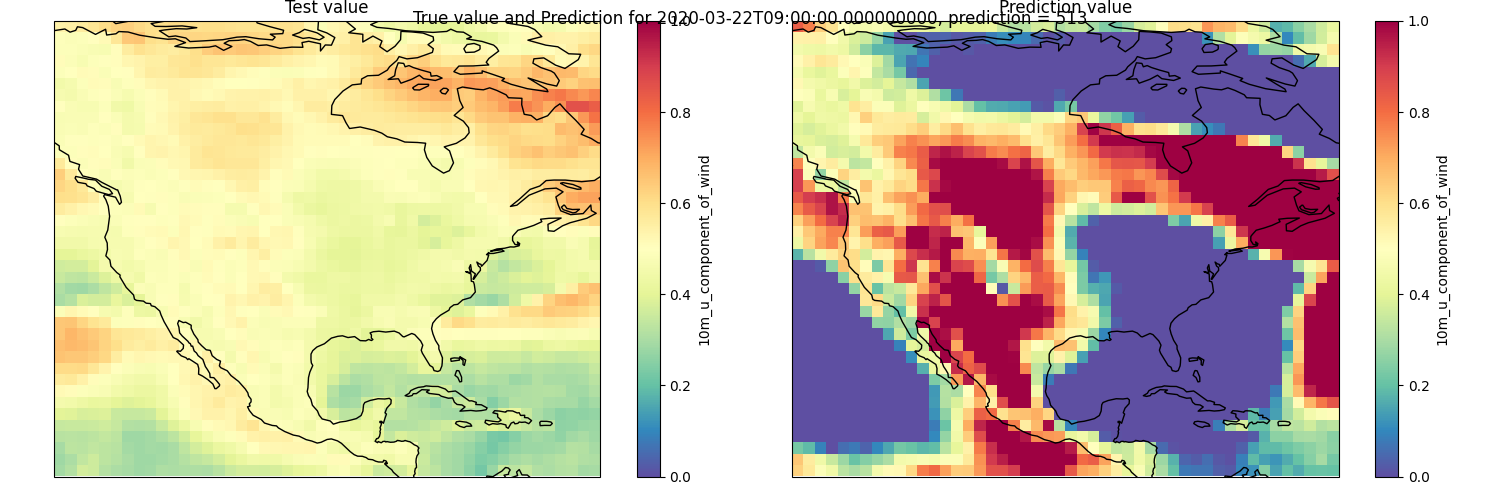 Test value
True value and Prediction for 2020-03-22T09:00:00.000000000, prediction = 513
Prediction value
1.0
0.8
0.6
0.4
0.2
0.0
10m_u_component_of_wind
1.0
0.8
0.6
0.4
0.2
0.0
10m_u_component_of_wind